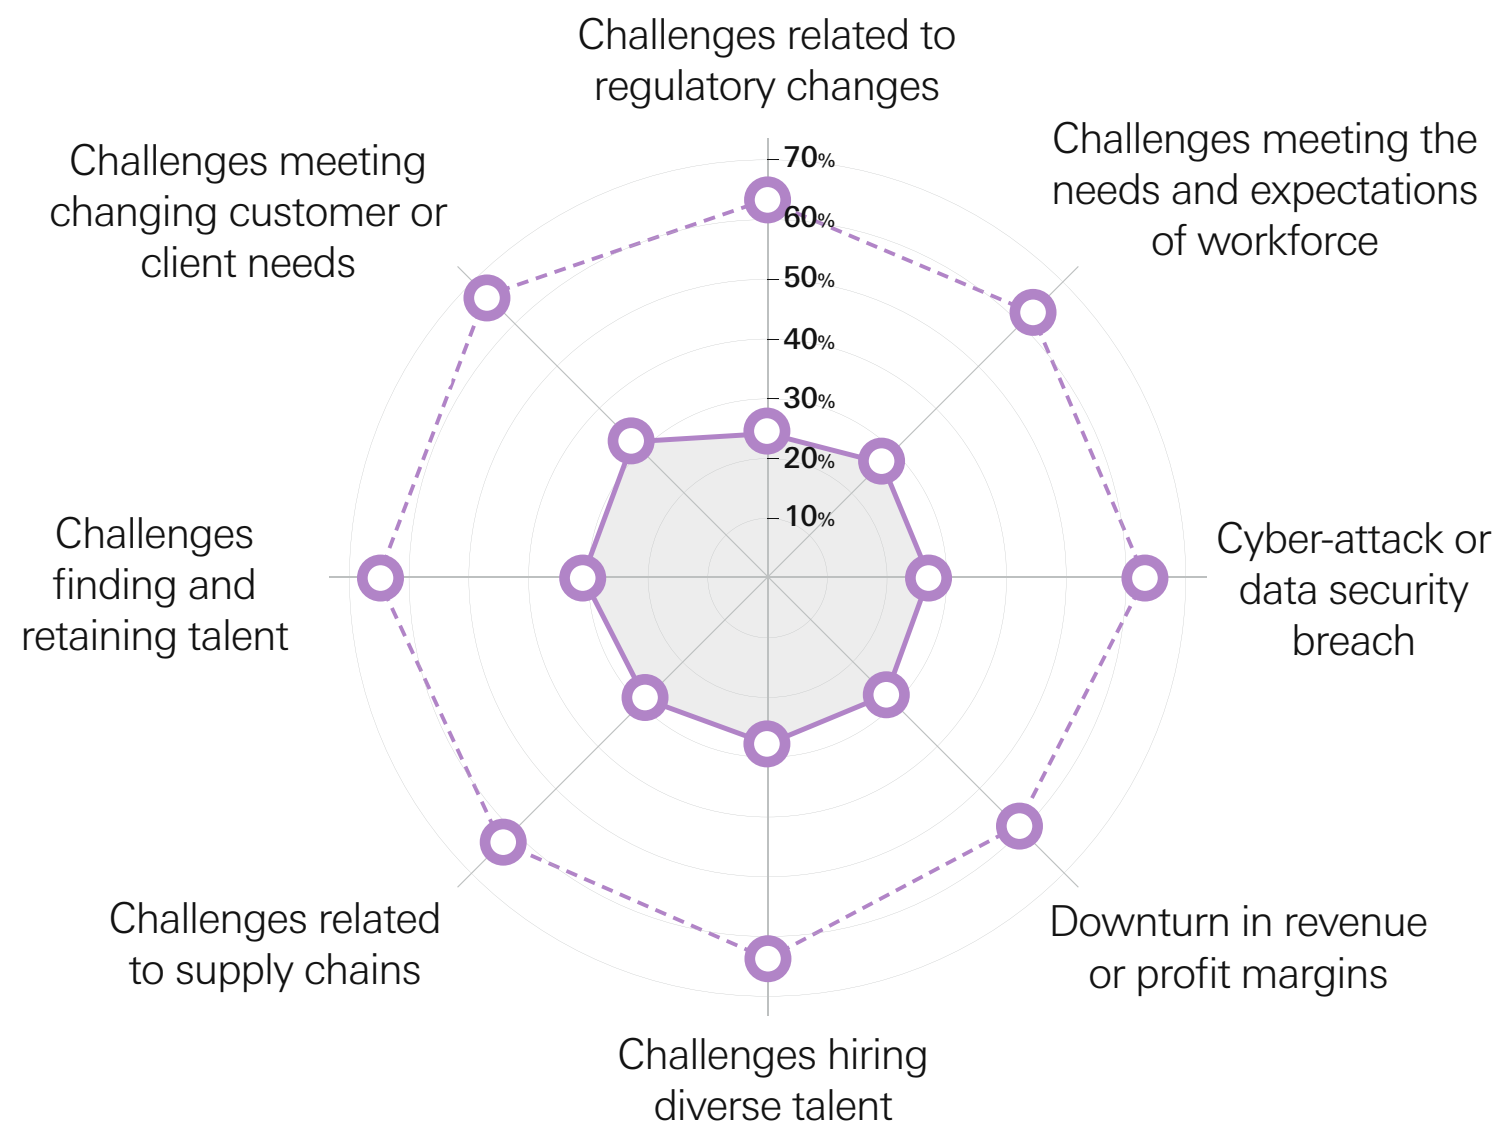 Challenges related to
regulatory changes
Challenges meeting the
needs and expectations
of workforce
Cyber-attack or
data security
breach
Downturn in revenue
or profit margins
Challenges hiring
diverse talent
Challenges related
to supply chains
Challenges
finding and
retaining talent
Challenges meeting
changing customer or
client needs
70%
60%
50%
40%
30%
20%
10%